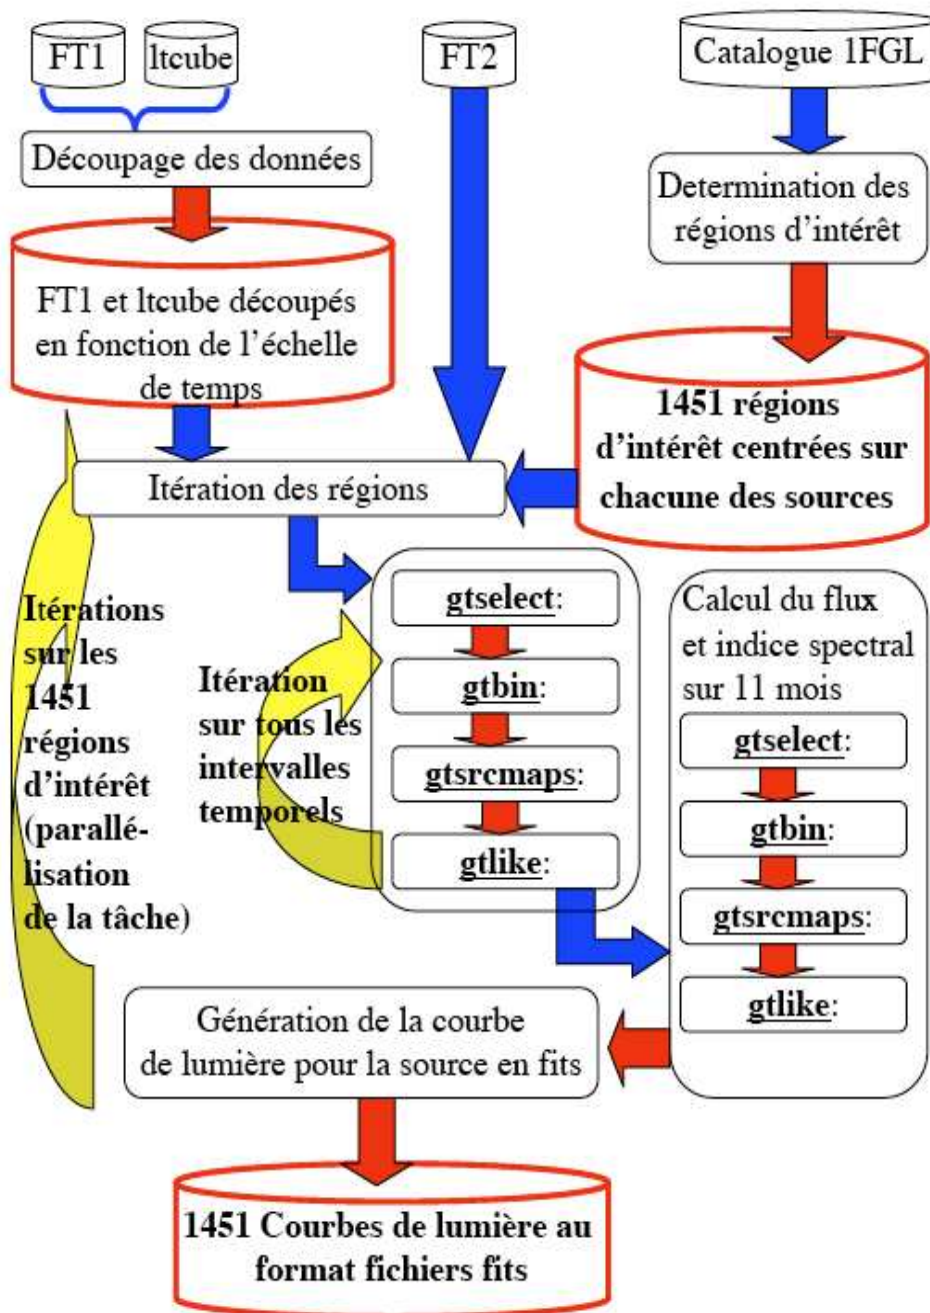 FT1
ltcube
FT2
Catalogue 1FGL
Découpage des données
Determination des
régions d'intérêt
FT1 et ltcube découpés
en fonction de l'échelle
de temps
1451 régions
d'intérêt centrées sur
chacune des sources
Itération des régions
Itérations
sur les
1451
régions
d'intérêt
(parallé-
lisation
de la tâche)
Itération
sur tous les
intervalles
temporels
gtselect:
gtbin:
gtsrcmaps:
gtlike:
Calcul du flux
et indice spectral
sur 11 mois
gtselect:
gtbin:
gtsrcmaps:
gtlike:
Génération de la courbe
de lumière pour la source en fits
1451 Courbes de lumière au
format fichiers fits